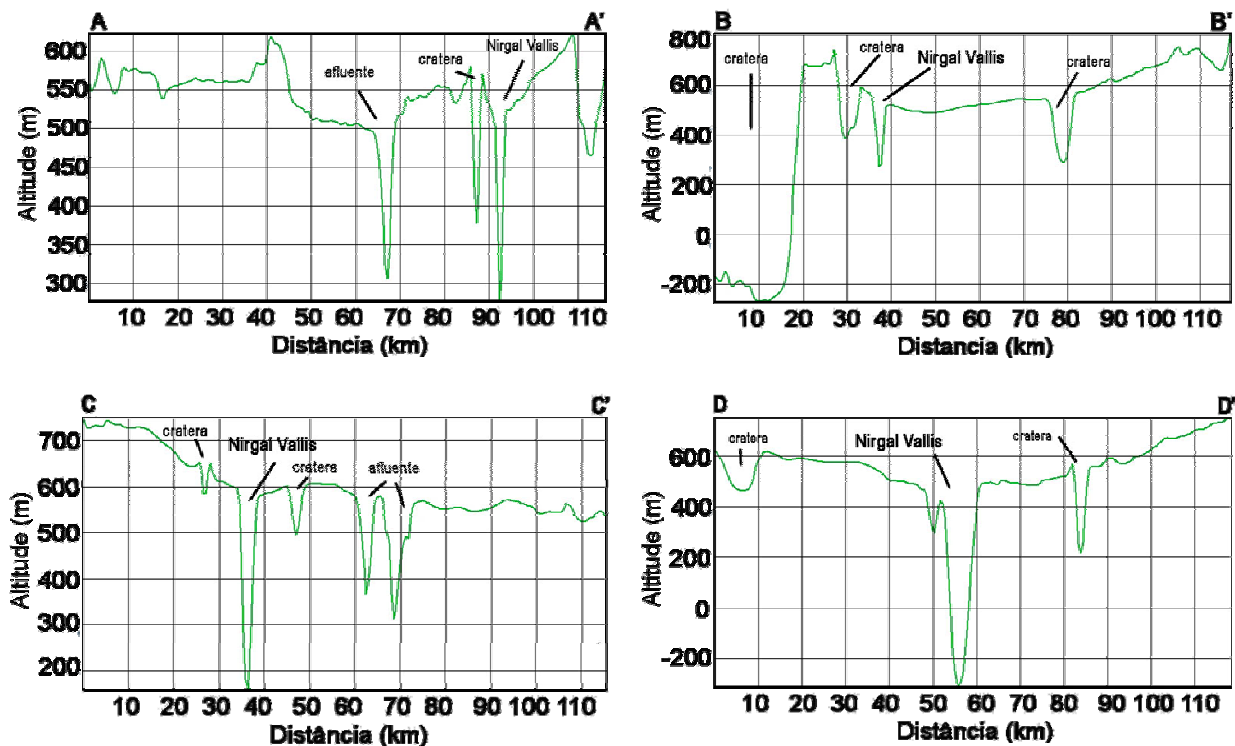 A A'
Altitude (m)
600
550
500
450
400
350
300
afluente
cratera
Nirgal Vallis
10 20 30 40 50 60 70 80 90 100 110
Distância (km)
B B'
Altitude (m)
800
600
400
200
0
-200
cratera
cratera
Nirgal Vallis
cratera
10 20 30 40 50 60 70 80 90 100 110
Distancia (km)
C C'
Altitude (m)
700
600
500
400
300
200
cratera
Nirgal Vallis
cratera
afluente
10 20 30 40 50 60 70 80 90 100 110
Distância (km)
D D'
Altitude (m)
600
400
200
0
-200
cratera
Nirgal Vallis
cratera
10 20 30 40 50 60 70 80 90 100 110
Distância (km)